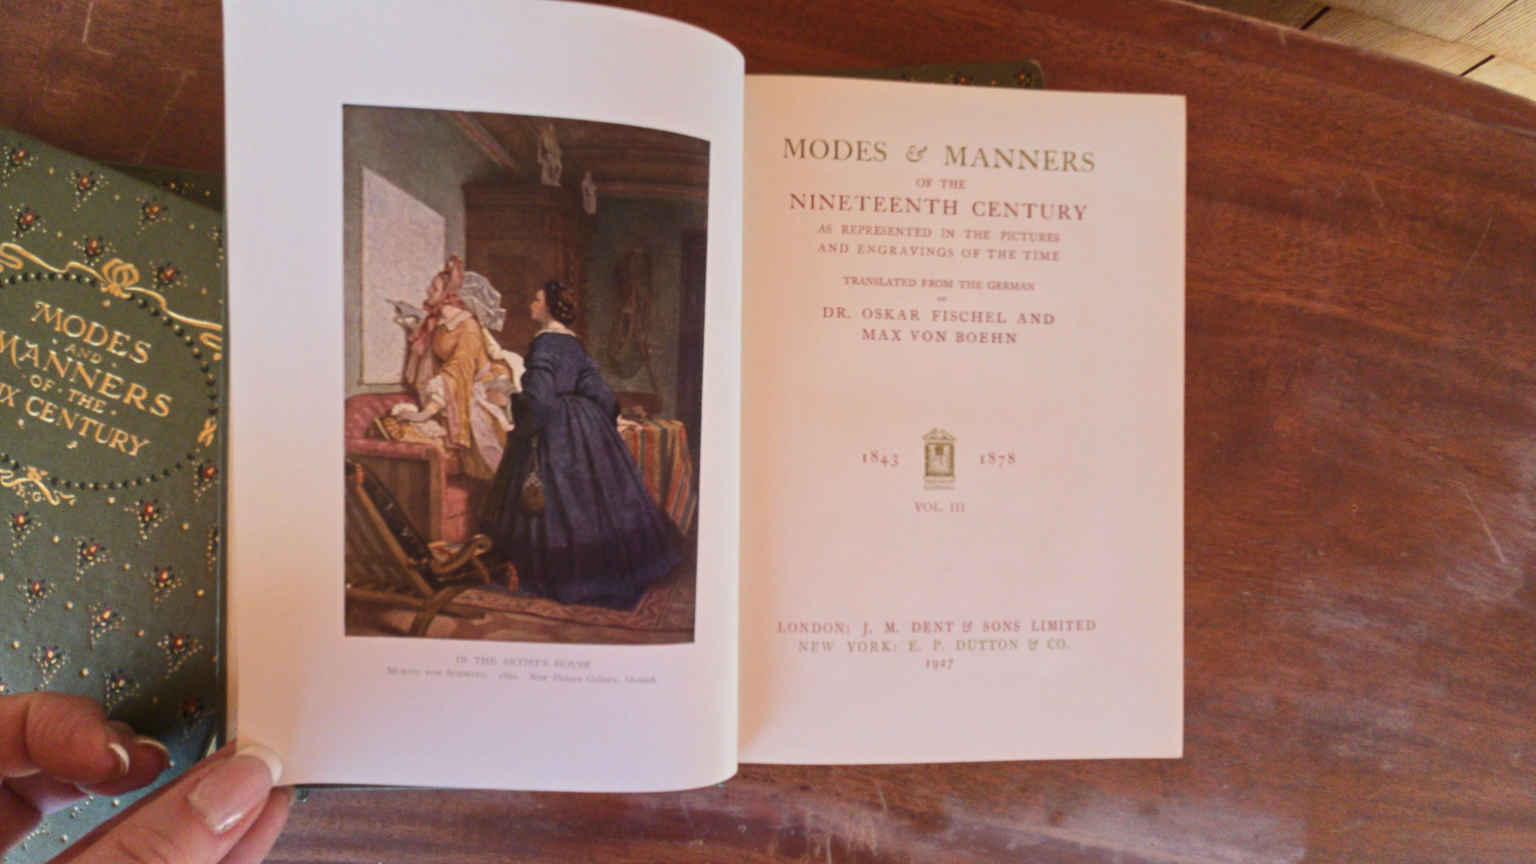 MODES
AND
MANNERS
OF THE
XIX CENTURY
IN THE ARTIST'S HOUSE
MODES & MANNERS
OF THE
NINETEENTH CENTURY
AS REPRESENTED IN THE PICTURES
AND ENGRAVINGS OF THE TIME
TRANSLATED FROM THE GERMAN
OF
DR. OSKAR FISCHEL AND
MAX VON BOEHN
1843 1878
VOL. III
LONDON: J. M. DENT & SONS LIMITED
NEW YORK: E. P. DUTTON & CO.
1927